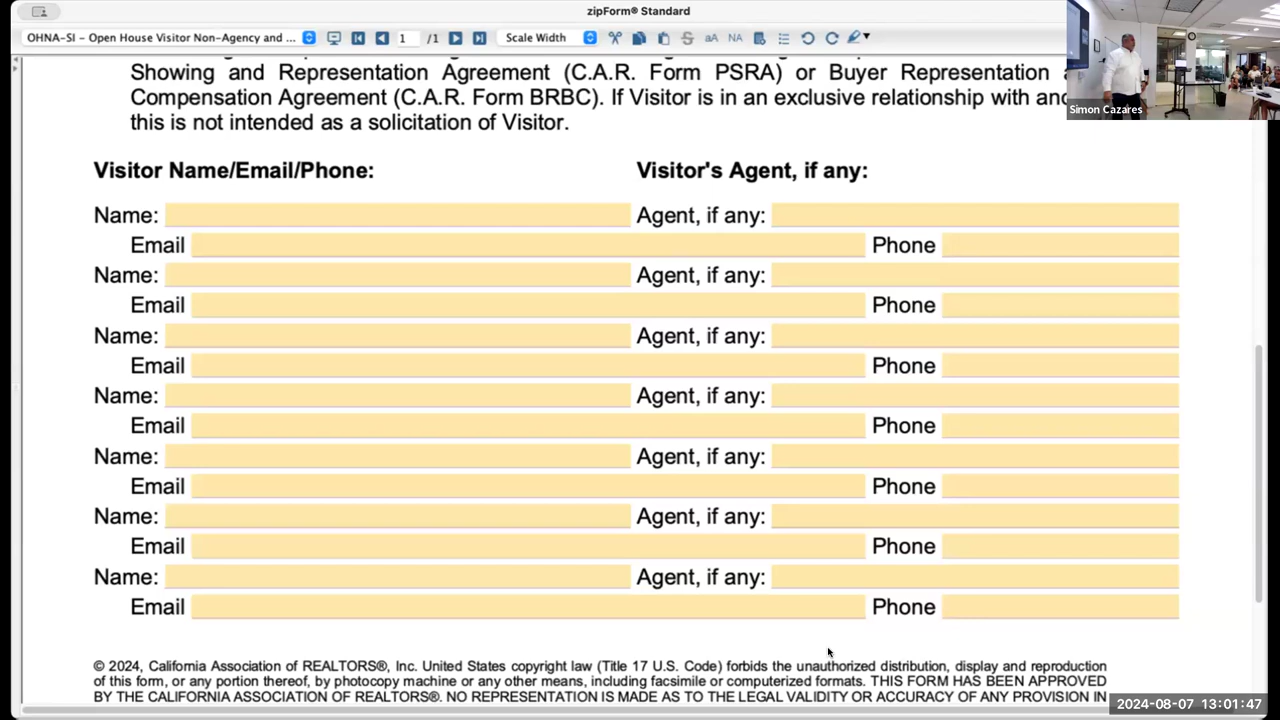 zipForm® Standard
OHNA-SI - Open House Visitor Non-Agency and ...
1 /1
Scale Width
aA NA
Showing and Representation Agreement (C.A.R. Form PSRA) or Buyer Representation
Compensation Agreement (C.A.R. Form BRBC). If Visitor is in an exclusive relationship with
this is not intended as a solicitation of Visitor.
Simon Cazares
Visitor Name/Email/Phone: Visitor's Agent, if any:
Name: Agent, if any:
Email Phone
Name: Agent, if any:
Email Phone
Name: Agent, if any:
Email Phone
Name: Agent, if any:
Email Phone
Name: Agent, if any:
Email Phone
Name: Agent, if any:
Email Phone
Name: Agent, if any:
Email Phone
© 2024, California Association of REALTORS®, Inc. United States copyright law (Title 17 U.S. Code) forbids the unauthorized distribution, display and reproduction
of this form, or any portion thereof, by photocopy machine or any other means, including facsimile or computerized formats. THIS FORM HAS BEEN APPROVED
BY THE CALIFORNIA ASSOCIATION OF REALTORS®. NO REPRESENTATION IS MADE AS TO THE LEGAL VALIDITY OR ACCURACY OF ANY PROVISION IN
2024-08-07 13:01:47